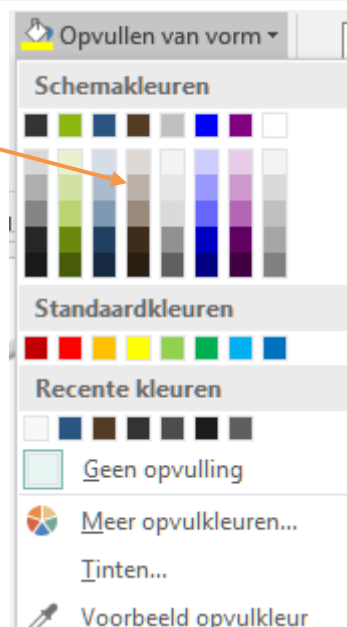 Opvullen van vorm
Schemakleuren
Standaardkleuren
Recente kleuren
Geen opvulling
Meer opvulkleuren...
Tinten...
Voorbeeld opvulkleur